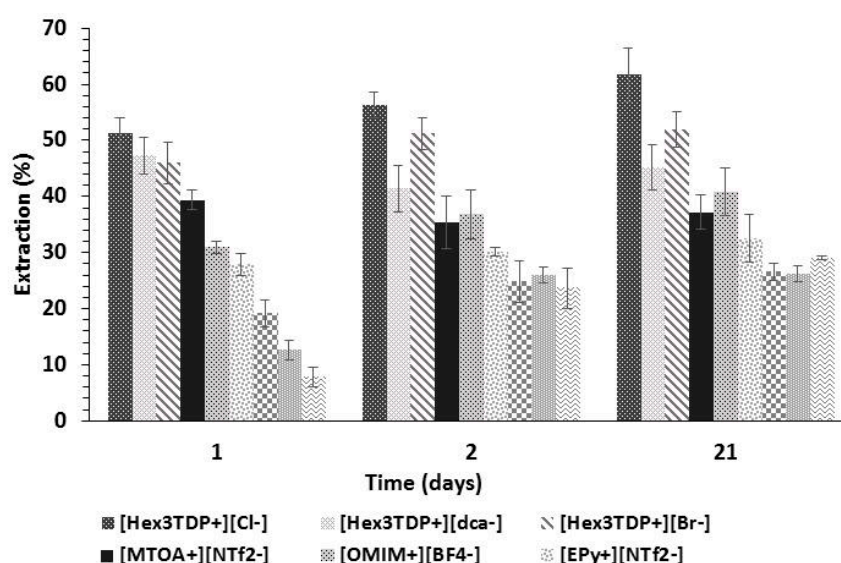 70
60
50
40
30
20
10
0
Extraction (%)
1 2 21
Time (days)
[Hex3TDP+][Cl-] [Hex3TDP+][dca-] [Hex3TDP+][Br-]
[MTOA+][NTf2-] [OMIM+][BF4-] [EPy+][NTf2-]